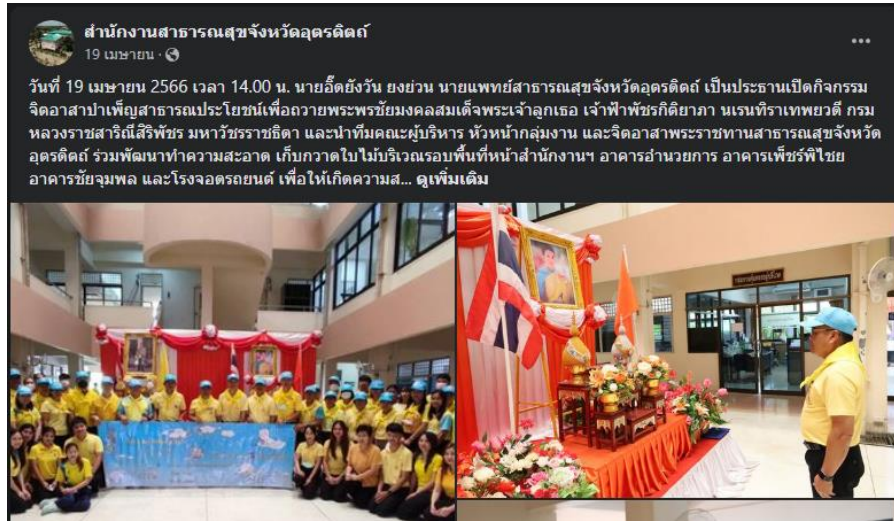 สำนักงานสาธารณสุขจังหวัดอุตรดิตถ์
19 เมษายน ·
วันที่ 19 เมษายน 2566 เวลา 14.00 น. นายอี๊ดยังวัน ยงย่วน นายแพทย์สาธารณสุขจังหวัดอุตรดิตถ์ เป็นประธานเปิดกิจกรรม
จิตอาสาบำเพ็ญสาธารณประโยชน์เพื่อถวายพระพรชัยมงคลสมเด็จพระเจ้าลูกเธอ เจ้าฟ้าพัชรกิติยาภา นเรนทิราเทพยวดี กรม
หลวงราชสาริณีสิริพัชร มหาวัชรราชธิดา และนำทีมคณะผู้บริหาร หัวหน้ากลุ่มงาน และจิตอาสาพระราชทานสาธารณสุขจังหวัด
อุตรดิตถ์ ร่วมพัฒนาทำความสะอาด เก็บกวาดใบไม้บริเวณรอบพื้นที่หน้าสำนักงานฯ อาคารอำนวยการ อาคารเพ็ชร์พิไชย
อาคารชัยจุมพล และโรงจอดรถยนต์ เพื่อให้เกิดความส... ดูเพิ่มเติม